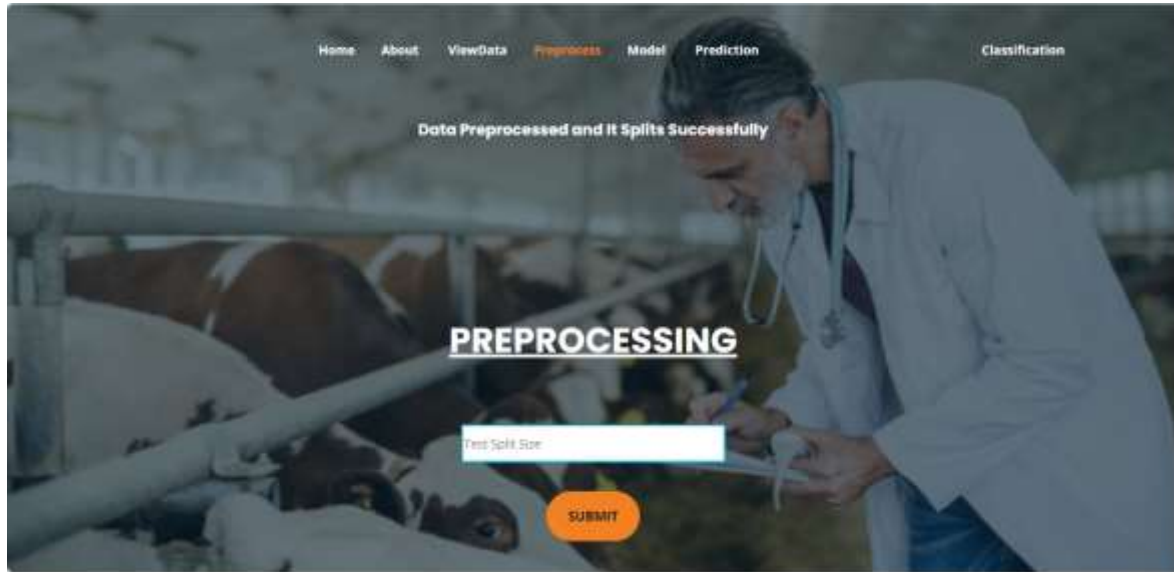 Home About ViewData Preprocess Model Prediction Classification
Data Preprocessed and It Splits Successfully
PREPROCESSING
Test Split Size
SUBMIT